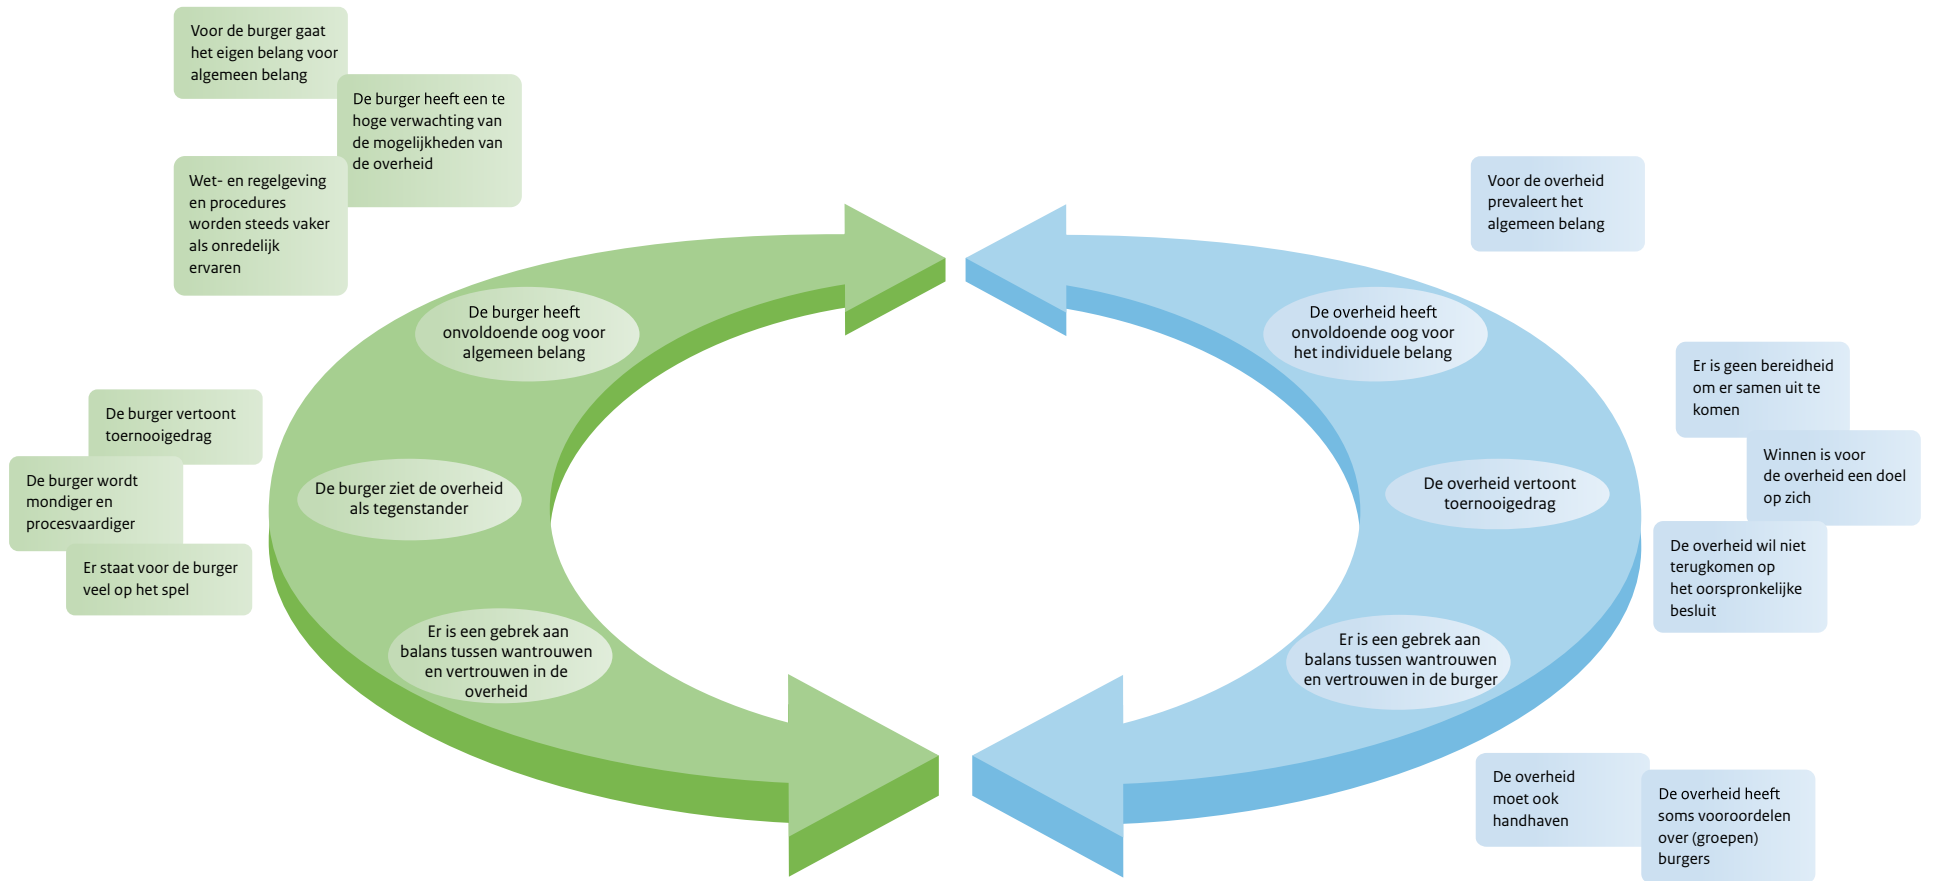 Voor de burger gaat
het eigen belang voor
algemeen belang
De burger heeft een te
hoge verwachting van
de mogelijkheden van
de overheid
Wet- en regelgeving
en procedures
worden steeds vaker
als onredelijk
ervaren
De burger heeft
onvoldoende oog voor
algemeen belang
De burger vertoont
toernooigedrag
De burger wordt
mondiger en
procesvaardiger
Er staat voor de burger
veel op het spel
De burger ziet de overheid
als tegenstander
Er is een gebrek aan
balans tussen wantrouwen
en vertrouwen in de
overheid
Voor de overheid
prevaleert het
algemeen belang
De overheid heeft
onvoldoende oog voor
het individuele belang
Er is geen bereidheid
om er samen uit te
komen
Winnen is voor
de overheid een doel
op zich
De overheid wil niet
terugkomen op
het oorspronkelijke
besluit
De overheid vertoont
toernooigedrag
Er is een gebrek aan
balans tussen wantrouwen
en vertrouwen in de burger
De overheid
moet ook
handhaven
De overheid heeft
soms vooroordelen
over (groepen)
burgers